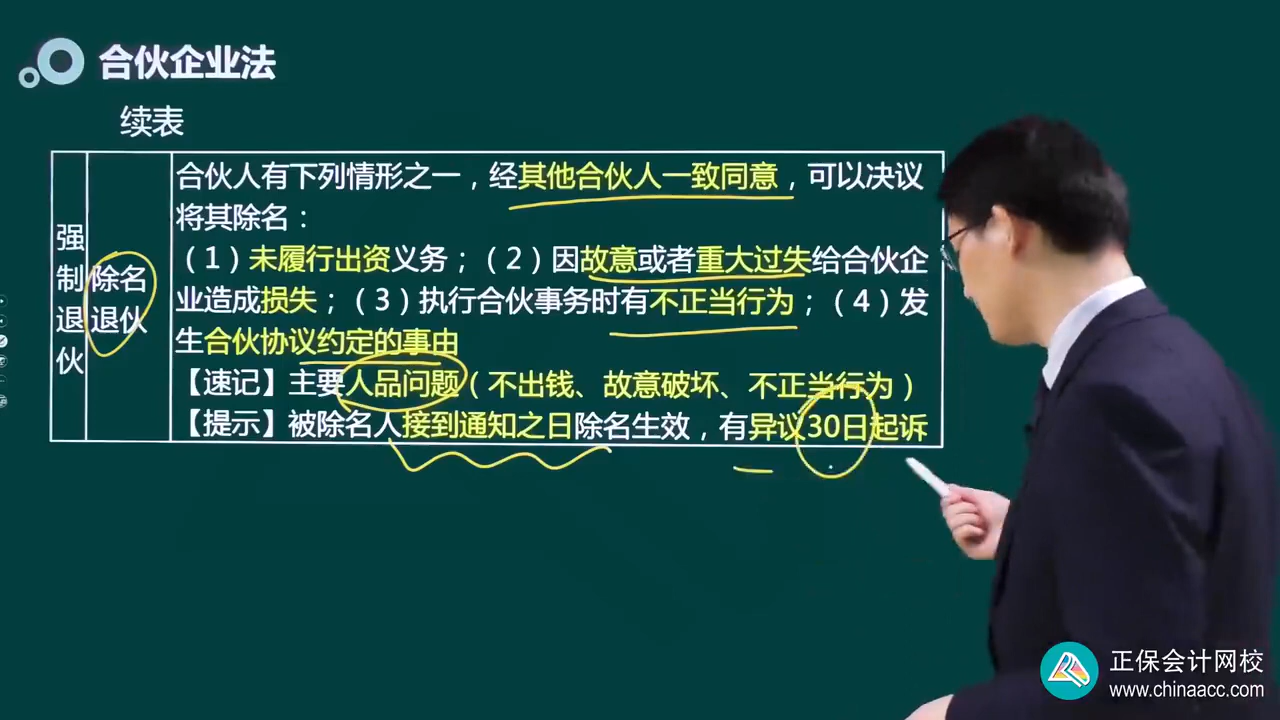 合伙企业法
续表
强制退伙
除名退伙
合伙人有下列情形之一，经其他合伙人一致同意，可以决议
将其除名：
（1）未履行出资义务；（2）因故意或者重大过失给合伙企
业造成损失；（3）执行合伙事务时有不正当行为；（4）发
生合伙协议约定的事由
【速记】主要人品问题（不出钱、故意破坏、不正当行为）
【提示】被除名人接到通知之日除名生效，有异议30日起诉
正保会计网校
www.chinaacc.com